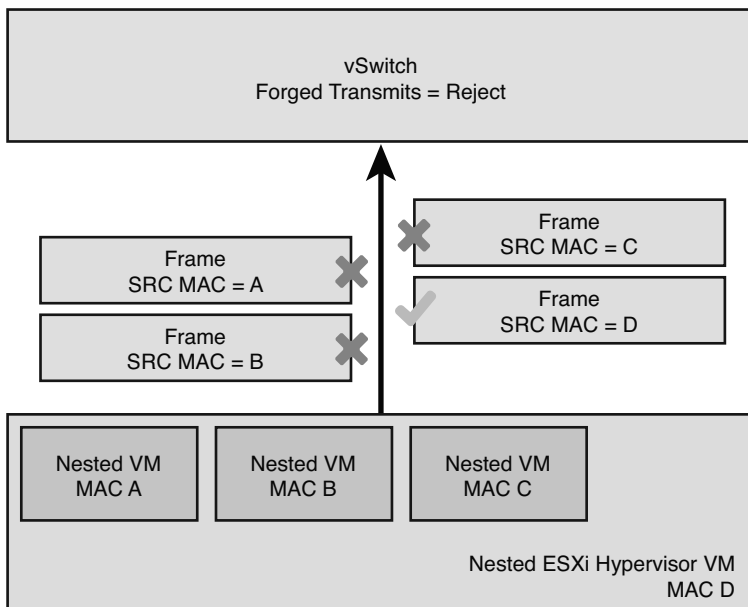 vSwitch
Forged Transmits = Reject
Frame
SRC MAC = A
Frame
SRC MAC = B
Frame
SRC MAC = C
Frame
SRC MAC = D
Nested VM
MAC A
Nested VM
MAC B
Nested VM
MAC C
Nested ESXi Hypervisor VM
MAC D